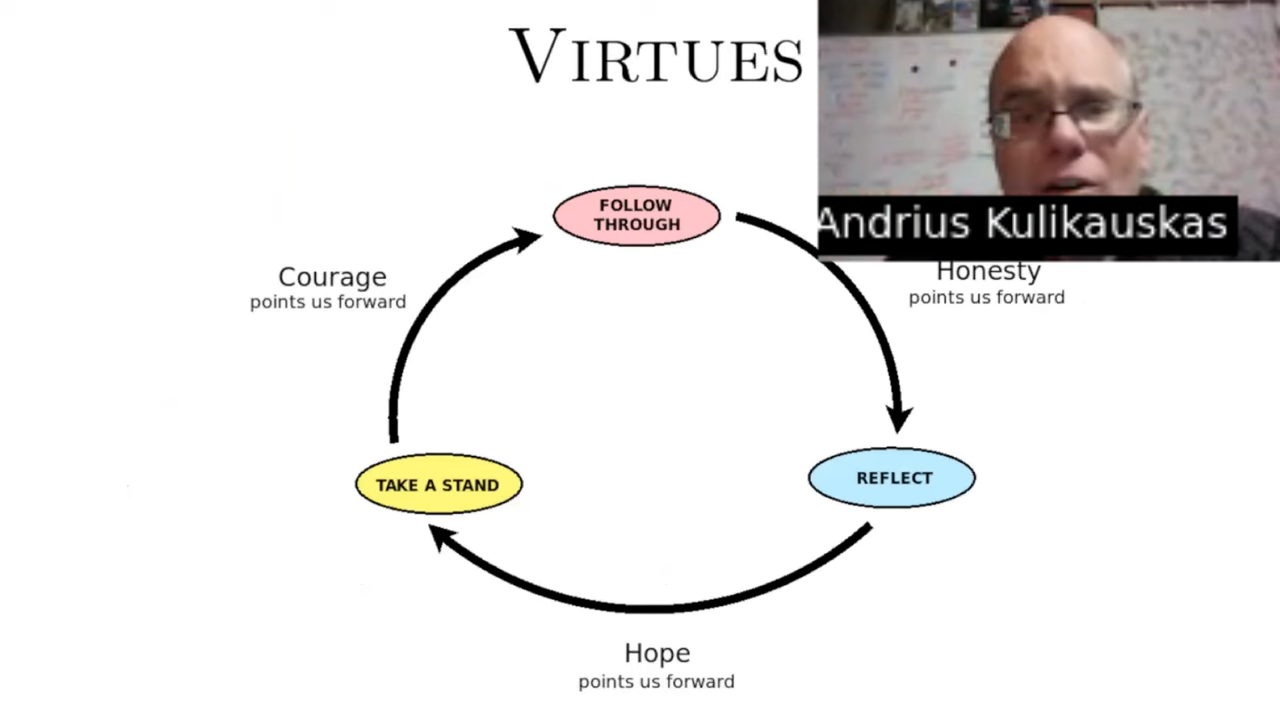 VIRTUES
Andrius Kulikauskas
FOLLOW
THROUGH
Courage
points us forward
Honesty
points us forward
TAKE A STAND
REFLECT
Hope
points us forward